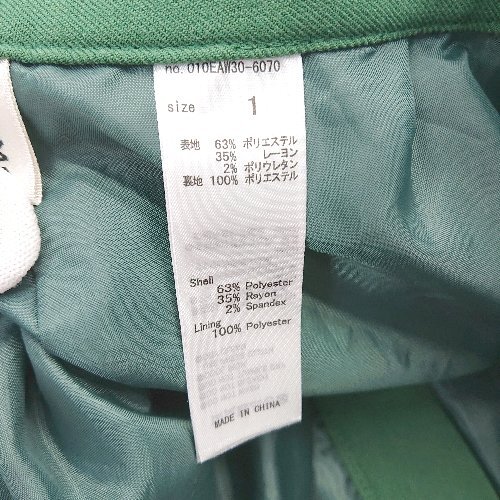 no. 010EAW30-6070
size 1
表地 63% ポリエステル
35% レーヨン
2% ポリウレタン
裏地 100% ポリエステル
Shell
63% Polyester
35% Rayon
2% Spandex
Lining
100% Polyester
MADE IN CHINA